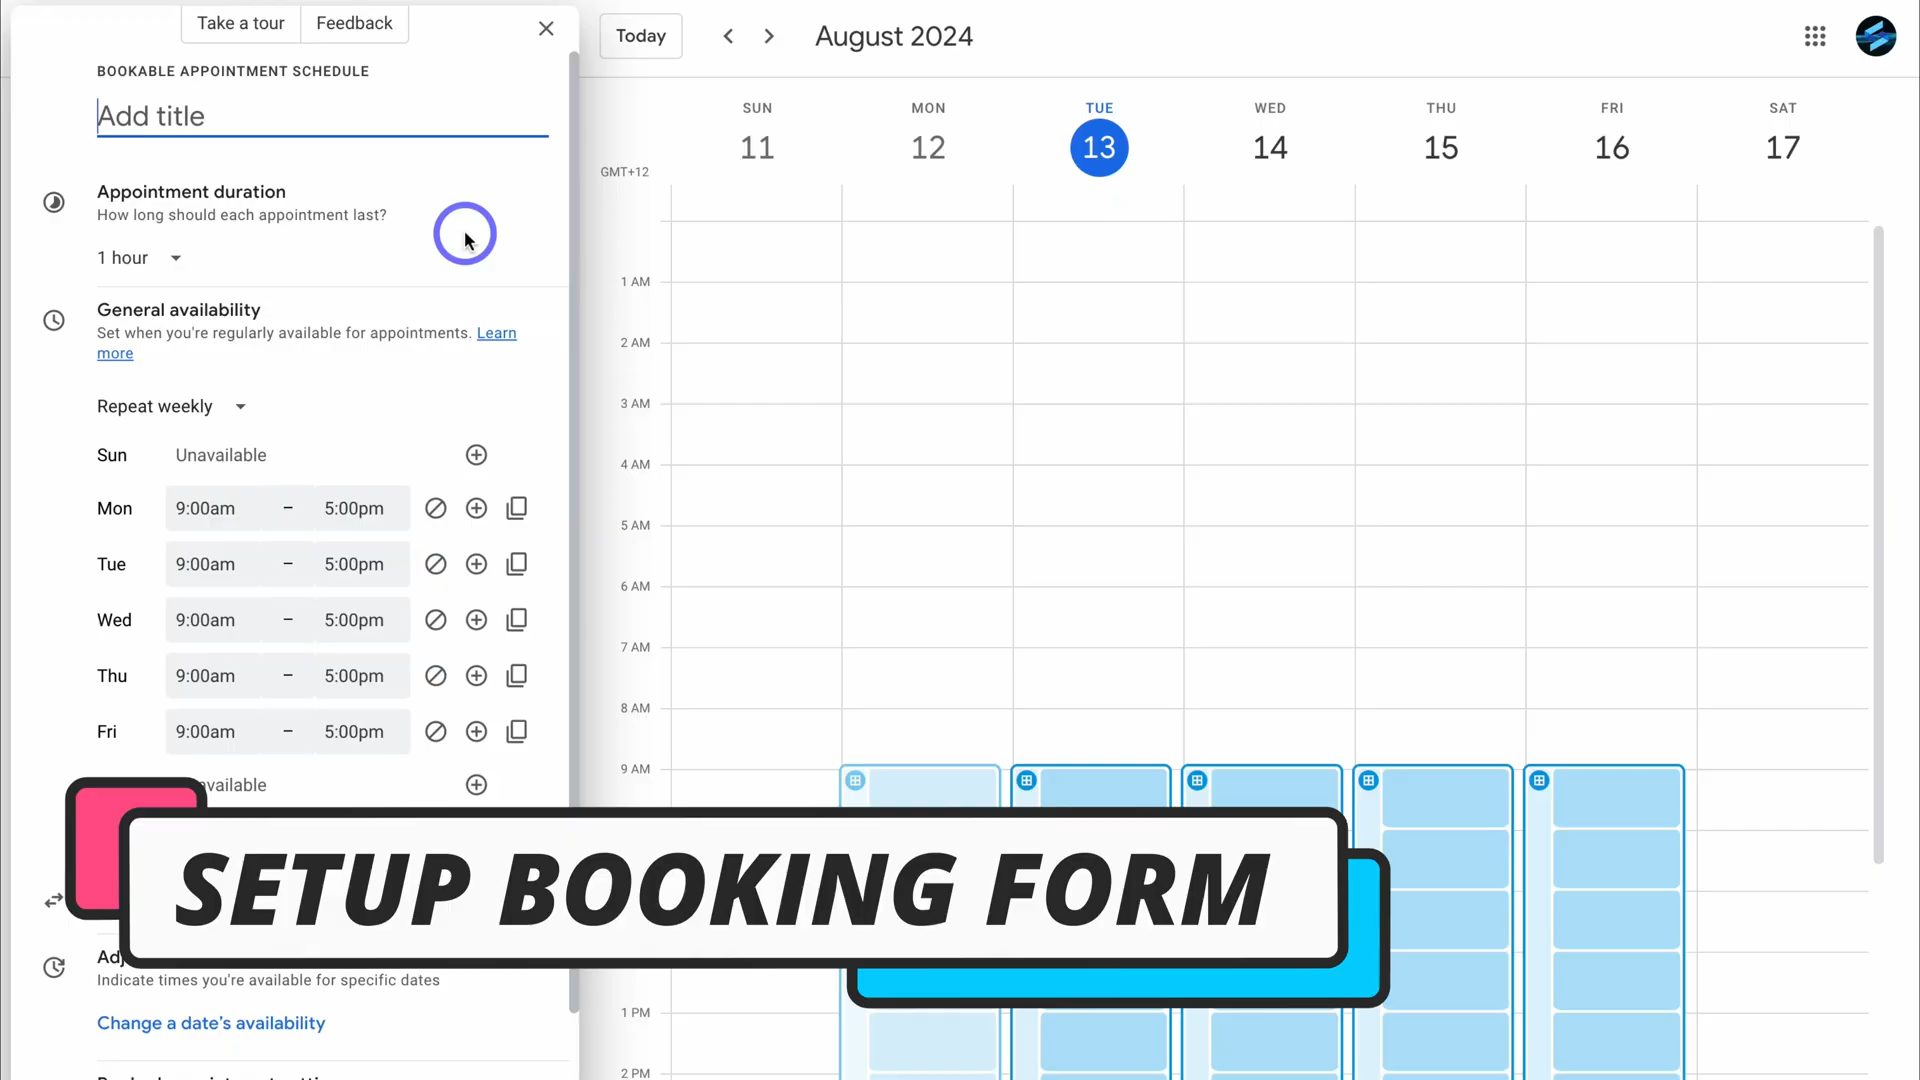 Take a tour
Feedback
BOOKABLE APPOINTMENT SCHEDULE
Add title
Appointment duration
How long should each appointment last?
1 hour
General availability
Set when you're regularly available for appointments. Learn
more
Repeat weekly
Sun Unavailable
Mon 9:00am – 5:00pm
Tue 9:00am – 5:00pm
Wed 9:00am – 5:00pm
Thu 9:00am – 5:00pm
Fri 9:00am – 5:00pm
available
SETUP BOOKING FORM
Adj
Indicate times you're available for specific dates
Change a date's availability
Today
August 2024
SUN MON TUE WED THU FRI SAT
11 12 13 14 15 16 17
GMT+12
1 AM
2 AM
3 AM
4 AM
5 AM
6 AM
7 AM
8 AM
9 AM
1 PM
2 PM